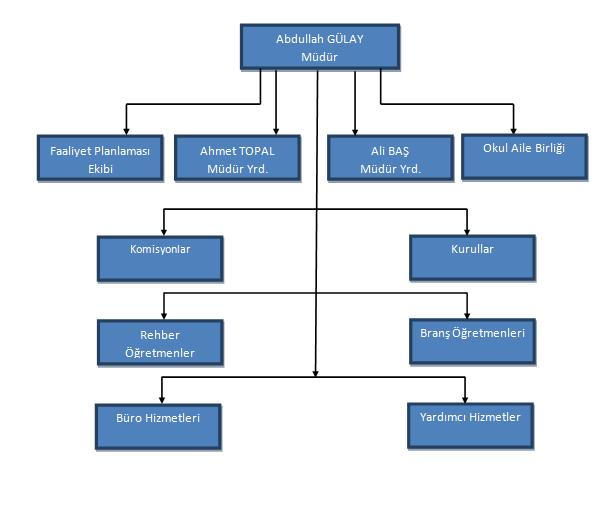 Abdullah GÜLAY
Müdür
Faaliyet Planlaması
Ekibi
Ahmet TOPAL
Müdür Yrd.
Ali BAŞ
Müdür Yrd.
Okul Aile Birliği
Komisyonlar
Kurullar
Rehber
Öğretmenler
Branş Öğretmenleri
Büro Hizmetleri
Yardımcı Hizmetler